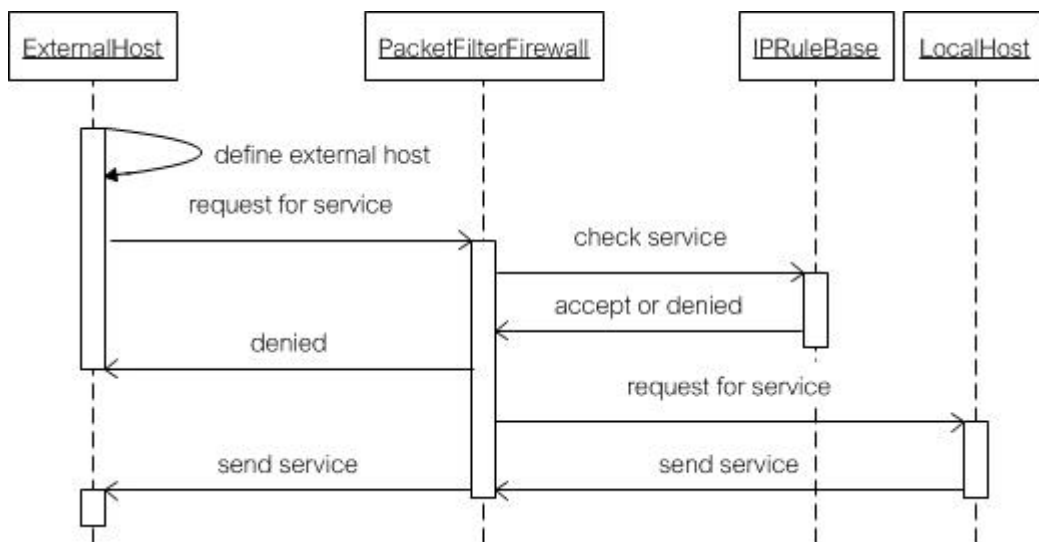 ExternalHost
PacketFilterFirewall
IPRuleBase
LocalHost
define external host
request for service
check service
accept or denied
denied
request for service
send service
send service